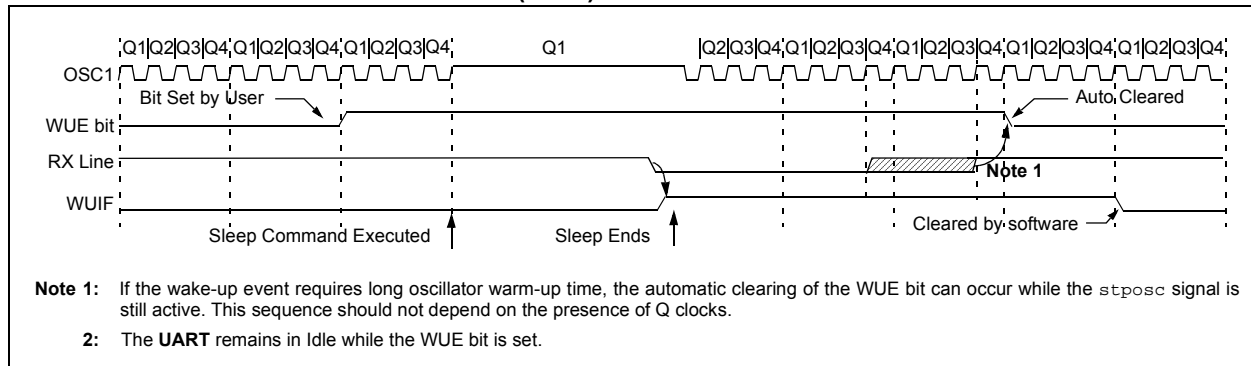 Q1|Q2|Q3|Q4|Q1|Q2|Q3|Q4|Q1|Q2|Q3|Q4 Q1 |Q2|Q3|Q4|Q1|Q2|Q3|Q4|Q1|Q2|Q3|Q4|Q1|Q2|Q3|Q4|Q1|Q2|Q3|Q4
OSC1
Bit Set by User Auto Cleared
WUE bit
RX Line
Note 1
WUIF
Cleared by software
Sleep Command Executed Sleep Ends
Note 1: If the wake-up event requires long oscillator warm-up time, the automatic clearing of the WUE bit can occur while the stposc signal is
still active. This sequence should not depend on the presence of Q clocks.
2: The UART remains in Idle while the WUE bit is set.